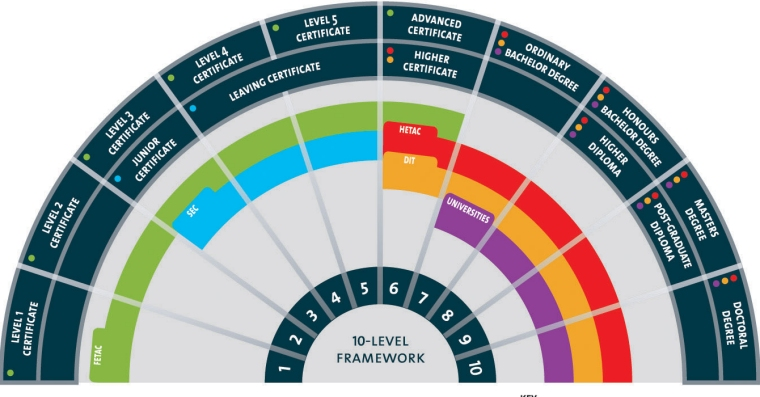 LEVEL 1
CERTIFICATE
LEVEL 2
CERTIFICATE
LEVEL 3
CERTIFICATE
LEVEL 4
CERTIFICATE
LEVEL 5
CERTIFICATE
ADVANCED
CERTIFICATE
ORDINARY
BACHELOR DEGREE
HONOURS
BACHELOR DEGREE
MASTERS
DEGREE
DOCTORAL
DEGREE
JUNIOR
CERTIFICATE
LEAVING CERTIFICATE
HIGHER
CERTIFICATE
HIGHER
DIPLOMA
POST-GRADUATE
DIPLOMA
FETAC
SEC
HETAC
DIT
UNIVERSITIES
1
2
3
4
5
6
7
8
9
10
10-LEVEL
FRAMEWORK
KEY